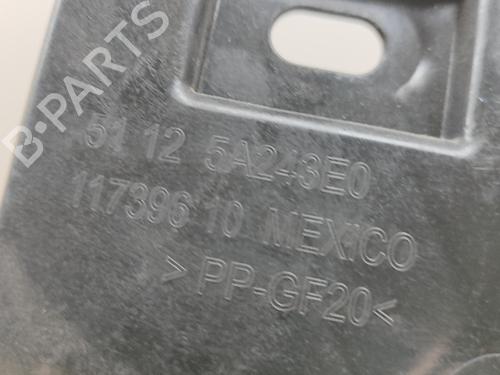 B-PARTS
51 12 5A243E0
117396 10 MEXICO
> PP-GF20<